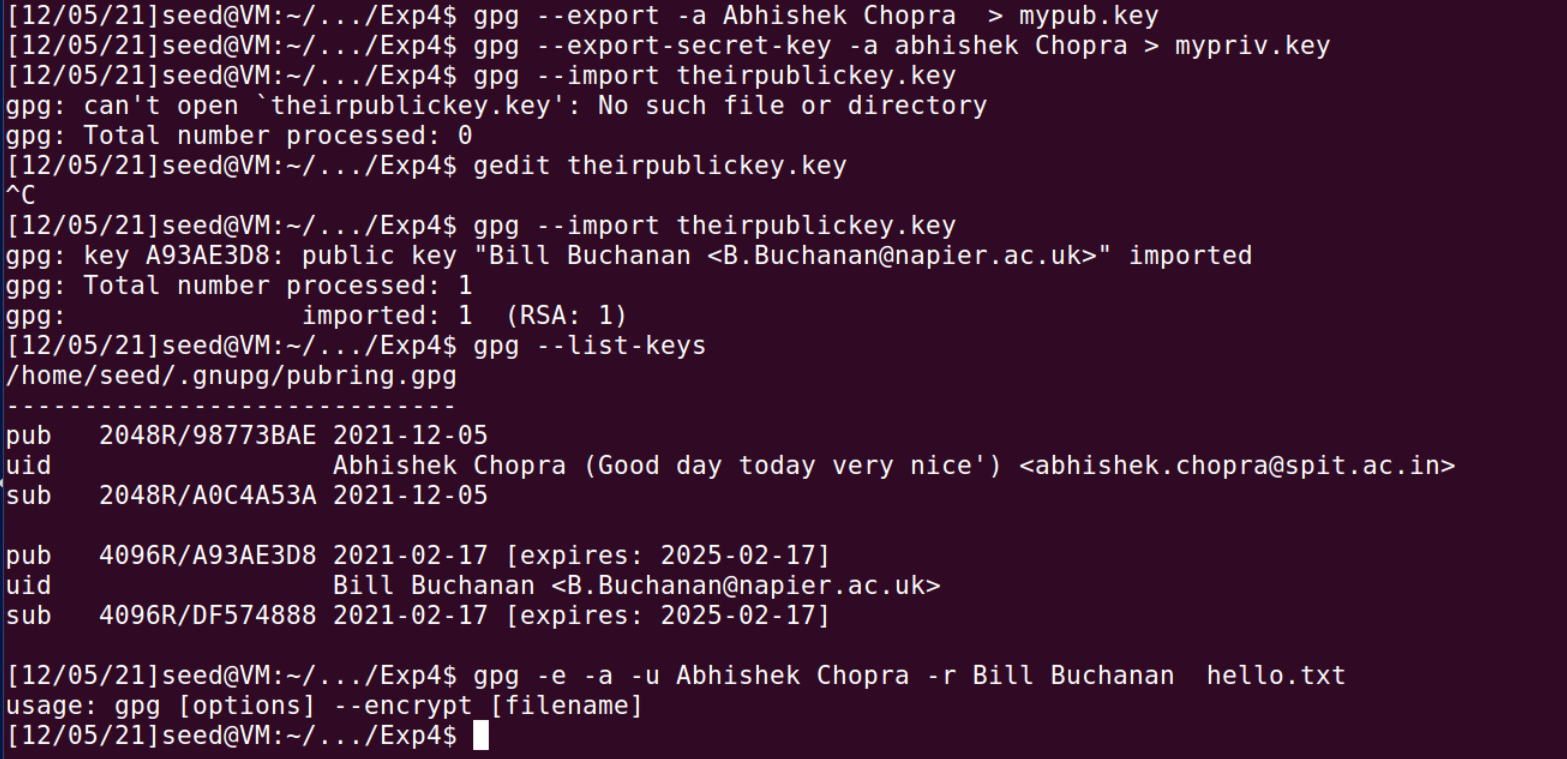 [12/05/21]seed@VM:~/.../Exp4$ gpg --export -a Abhishek Chopra  > mypub.key
[12/05/21]seed@VM:~/.../Exp4$ gpg --export-secret-key -a abhishek Chopra > mypriv.key
[12/05/21]seed@VM:~/.../Exp4$ gpg --import theirpublickey.key
gpg: can't open `theirpublickey.key': No such file or directory
gpg: Total number processed: 0
[12/05/21]seed@VM:~/.../Exp4$ gedit theirpublickey.key
^C
[12/05/21]seed@VM:~/.../Exp4$ gpg --import theirpublickey.key
gpg: key A93AE3D8: public key "Bill Buchanan <B.Buchanan@napier.ac.uk>" imported
gpg: Total number processed: 1
gpg:               imported: 1  (RSA: 1)
[12/05/21]seed@VM:~/.../Exp4$ gpg --list-keys
/home/seed/.gnupg/pubring.gpg
-----------------------------
pub   2048R/98773BAE 2021-12-05
uid                  Abhishek Chopra (Good day today very nice') <abhishek.chopra@spit.ac.in>
sub   2048R/A0C4A53A 2021-12-05

pub   4096R/A93AE3D8 2021-02-17 [expires: 2025-02-17]
uid                  Bill Buchanan <B.Buchanan@napier.ac.uk>
sub   4096R/DF574888 2021-02-17 [expires: 2025-02-17]

[12/05/21]seed@VM:~/.../Exp4$ gpg -e -a -u Abhishek Chopra -r Bill Buchanan  hello.txt
usage: gpg [options] --encrypt [filename]
[12/05/21]seed@VM:~/.../Exp4$